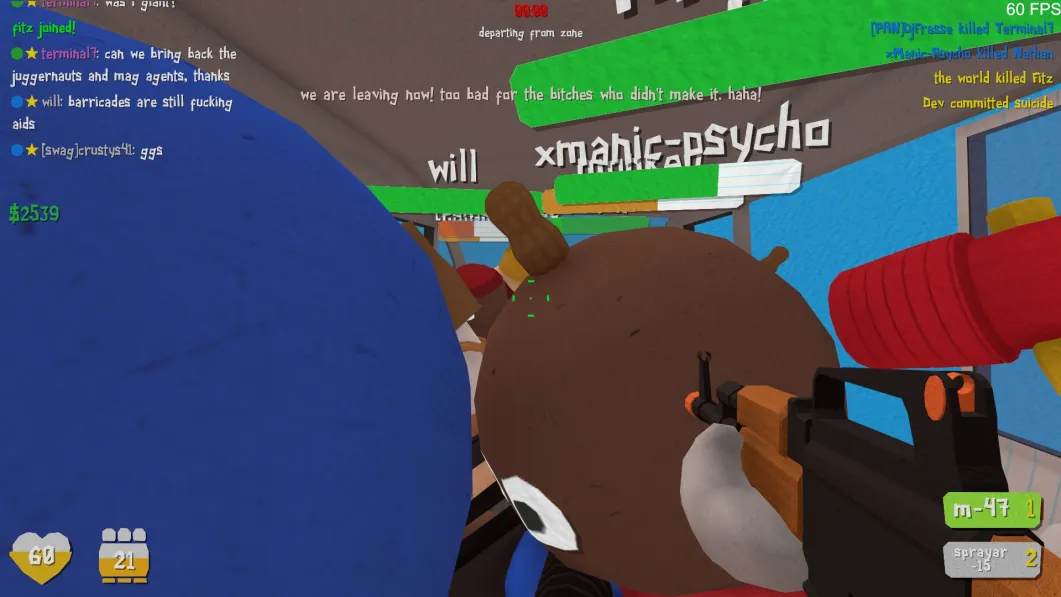 terminal7: was i giant!
00:00
60 FPS
fitz joined!
departing from zone
[PAN]DjFrasse killed Terminal7
terminal7: can we bring back the
juggernauts and mag agents, thanks
xManic-Psycho killed Nathan
the world killed Fitz
we are leaving now! too bad for the bitches who didn't make it. haha!
will: barricades are still fucking
aids
Dev committed suicide
[swag]crustys41: ggs
will
xmanic-psycho
$2539
m-47 1
sprayar 2
-15
60
21